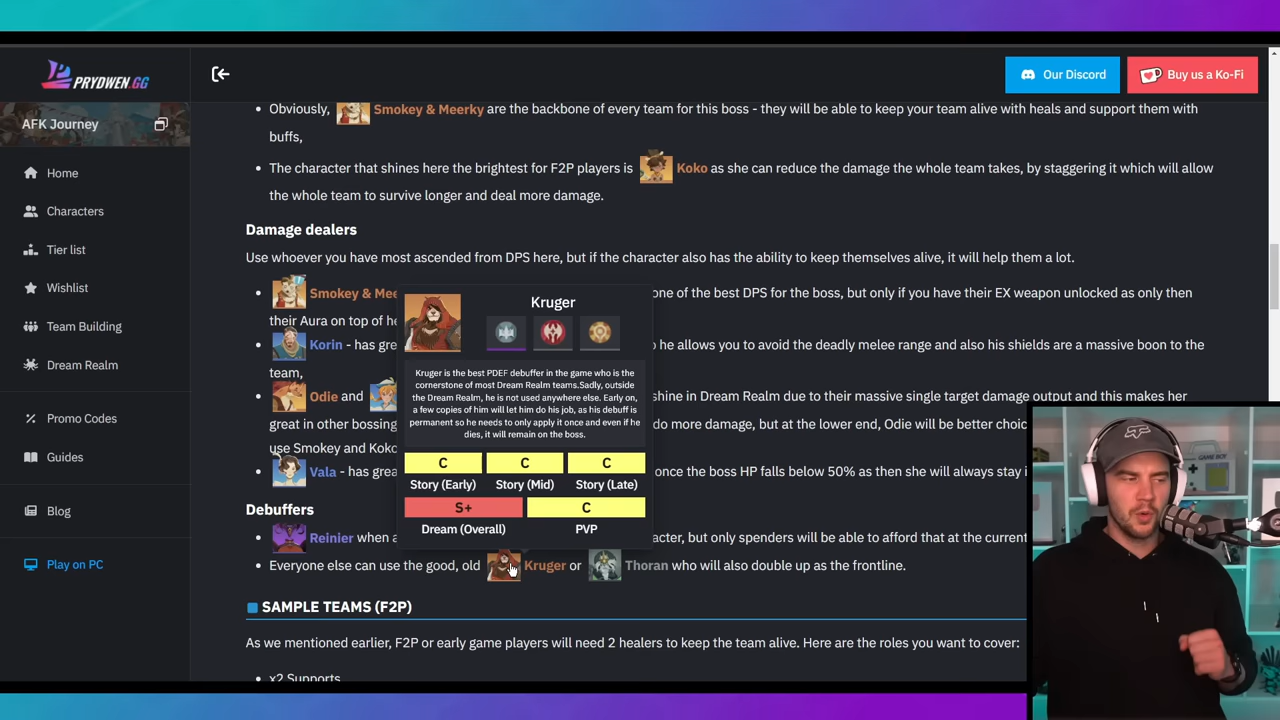 PRYDWEN.GG
Our Discord
Buy us a Ko-Fi
AFK Journey
Home
Characters
Tier list
Wishlist
Team Building
Dream Realm
Promo Codes
Guides
Blog
Play on PC
Obviously, Smokey & Meerky are the backbone of every team for this boss - they will be able to keep your team alive with heals and support them with
buffs,
The character that shines here the brightest for F2P players is Koko as she can reduce the damage the whole team takes, by staggering it which will allow
the whole team to survive longer and deal more damage.
Damage dealers
Use whoever you have most ascended from DPS here, but if the character also has the ability to keep themselves alive, it will help them a lot.
Smokey & Mee
one of the best DPS for the boss, but only if you have their EX weapon unlocked as only then
their Aura on top of he
Korin - has gre
o he allows you to avoid the deadly melee range and also his shields are a massive boon to the
team,
Odie and
shine in Dream Realm due to their massive single target damage output and this makes her
great in other bossing
do more damage, but at the lower end, Odie will be better choic
use Smokey and Koko
Vala - has grea
once the boss HP falls below 50% as then she will always stay i
Kruger
Kruger is the best PDEF debuffer in the game who is the
cornerstone of most Dream Realm teams.Sadly, outside
the Dream Realm, he is not used anywhere else. Early on,
a few copies of him will let him do his job, as his debuff is
permanent so he needs to only apply it once and even if he
dies, it will remain on the boss.
C C C
Story (Early) Story (Mid) Story (Late)
S+ C
Dream (Overall) PVP
Debuffers
Reinier when a
acter, but only spenders will be able to afford that at the current
Everyone else can use the good, old Kruger or Thoran who will also double up as the frontline.
SAMPLE TEAMS (F2P)
As we mentioned earlier, F2P or early game players will need 2 healers to keep the team alive. Here are the roles you want to cover:
x2 Supports
GAME BOY